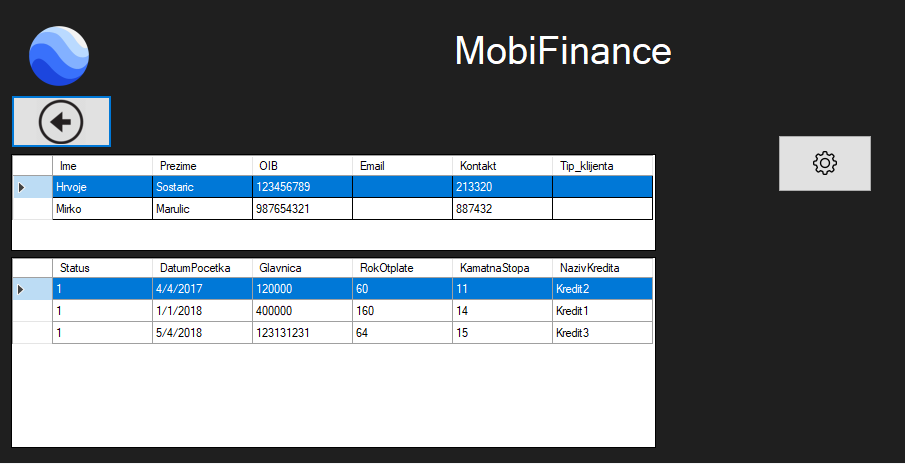 MobiFinance
Ime Prezime OIB Email Kontakt Tip_klijenta
Hrvoje Sostaric 123456789 213320
Mirko Marulic 987654321 887432
Status DatumPocetka Glavnica RokOtplate KamatnaStopa NazivKredita
1 4/4/2017 120000 60 11 Kredit2
1 1/1/2018 400000 160 14 Kredit1
1 5/4/2018 123131231 64 15 Kredit3